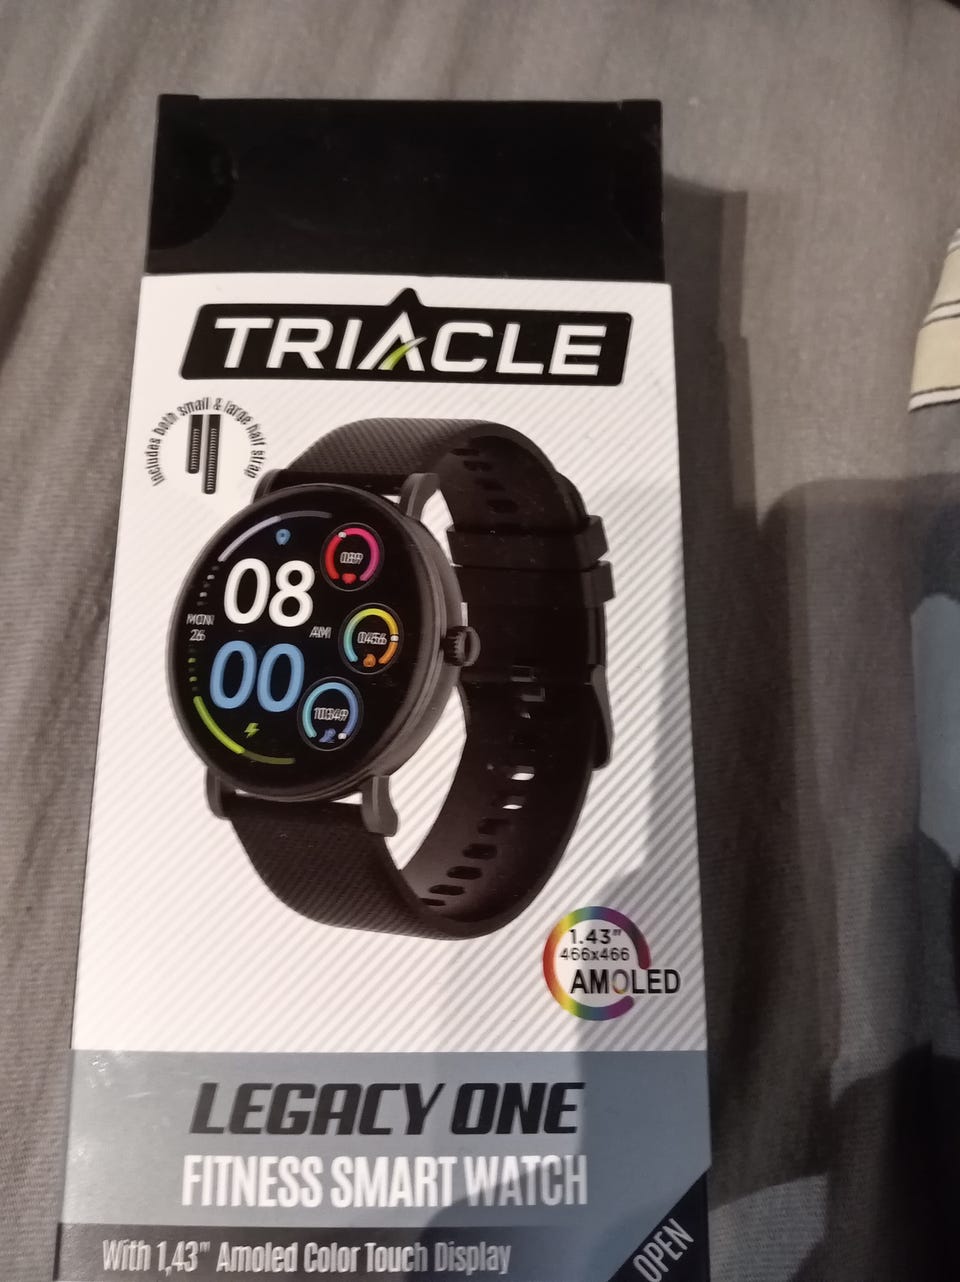 TRIACLE
Includes both small & large half strap
08
MON
26
AM
00
1.43"
466x466
AMOLED
LEGACY ONE
FITNESS SMART WATCH
With 1,43" Amoled Color Touch Display
OPEN